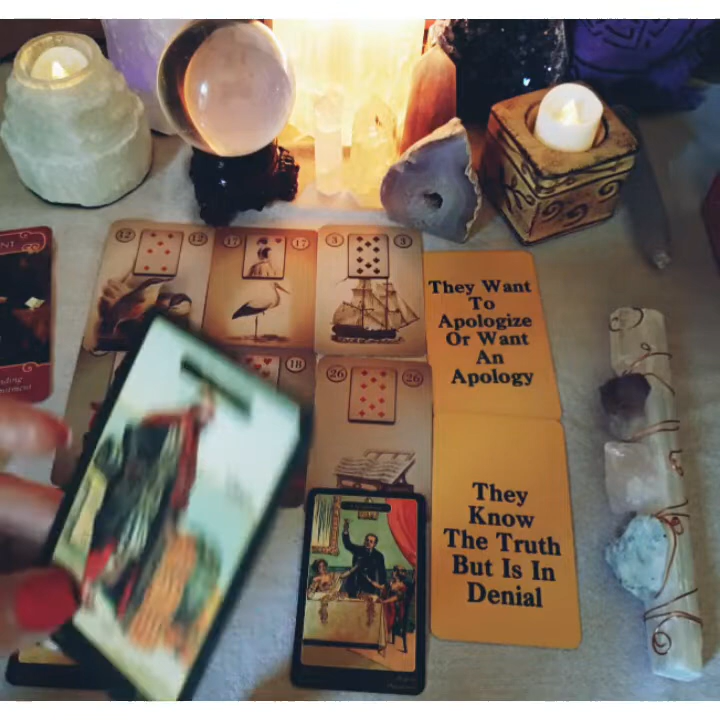 12 12
17 17
3 3
18
26 26
They Want
To
Apologize
Or Want
An
Apology
They
Know
The Truth
But Is In
Denial